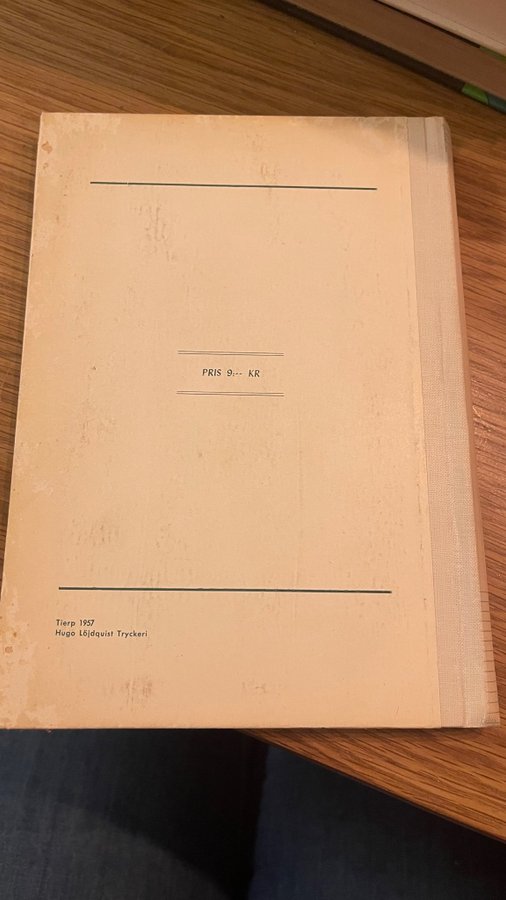 PRIS 9:-- KR
Tierp 1957
Hugo Löjdquist Tryckeri